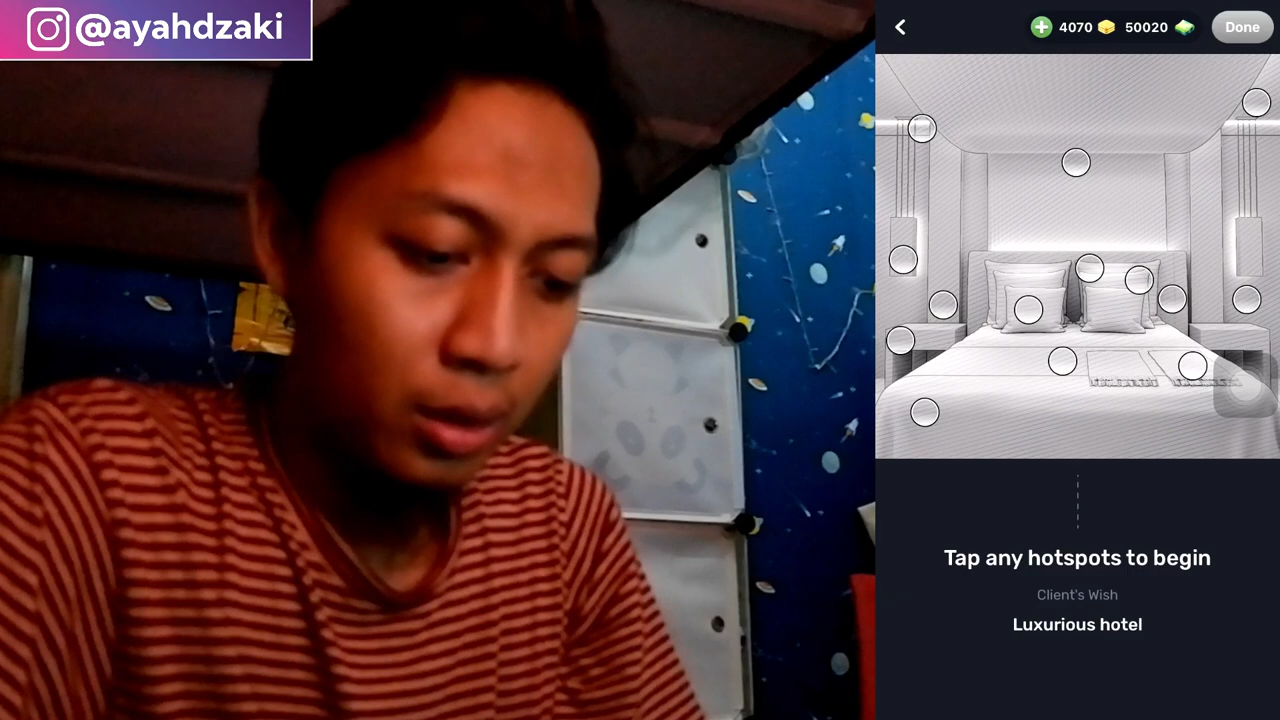 @ayahdzaki
4070
50020
Done
Tap any hotspots to begin
Client's Wish
Luxurious hotel